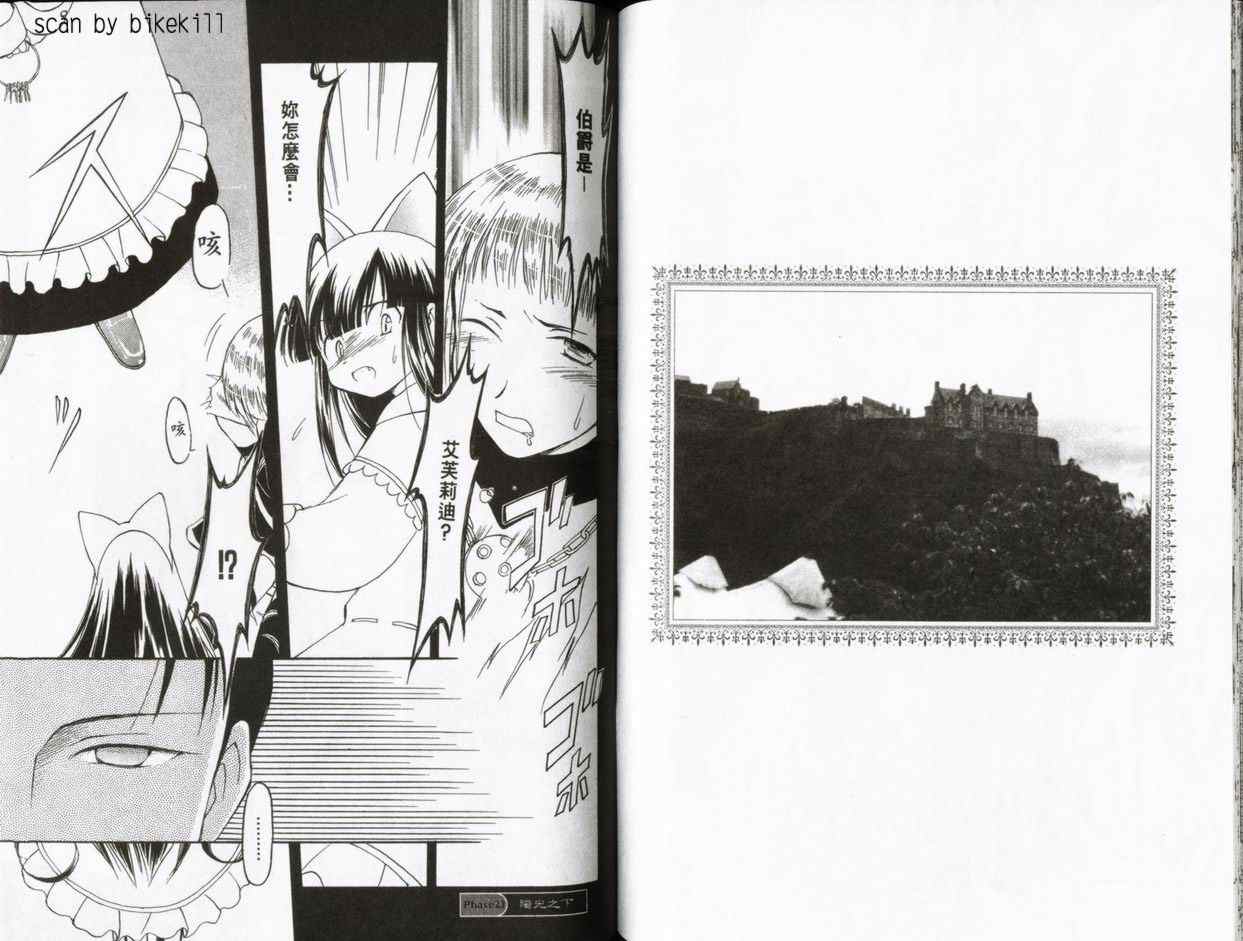 scan by bikekill
伯爵是—
艾芙莉迪?
妳怎麼會…
咳
咳
!?
………
ゴホ
ゴホ
Phase23 陽光之下